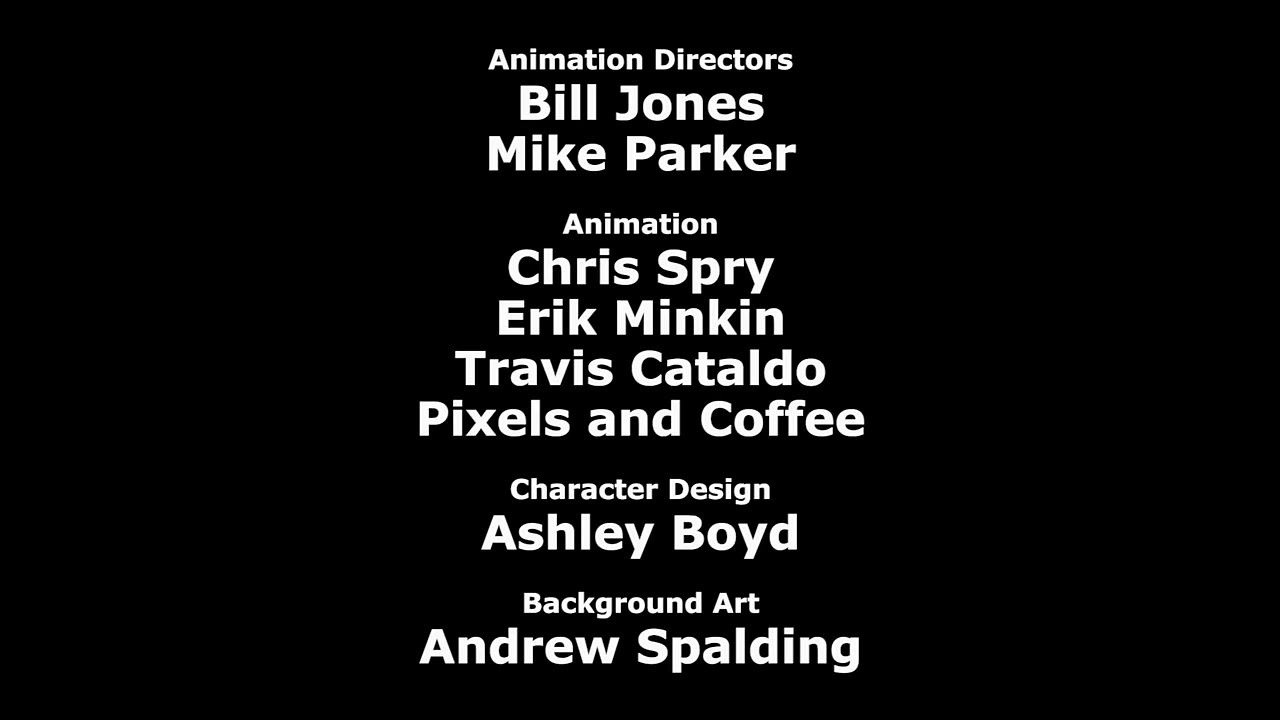 Animation Directors
Bill Jones
Mike Parker
Animation
Chris Spry
Erik Minkin
Travis Cataldo
Pixels and Coffee
Character Design
Ashley Boyd
Background Art
Andrew Spalding